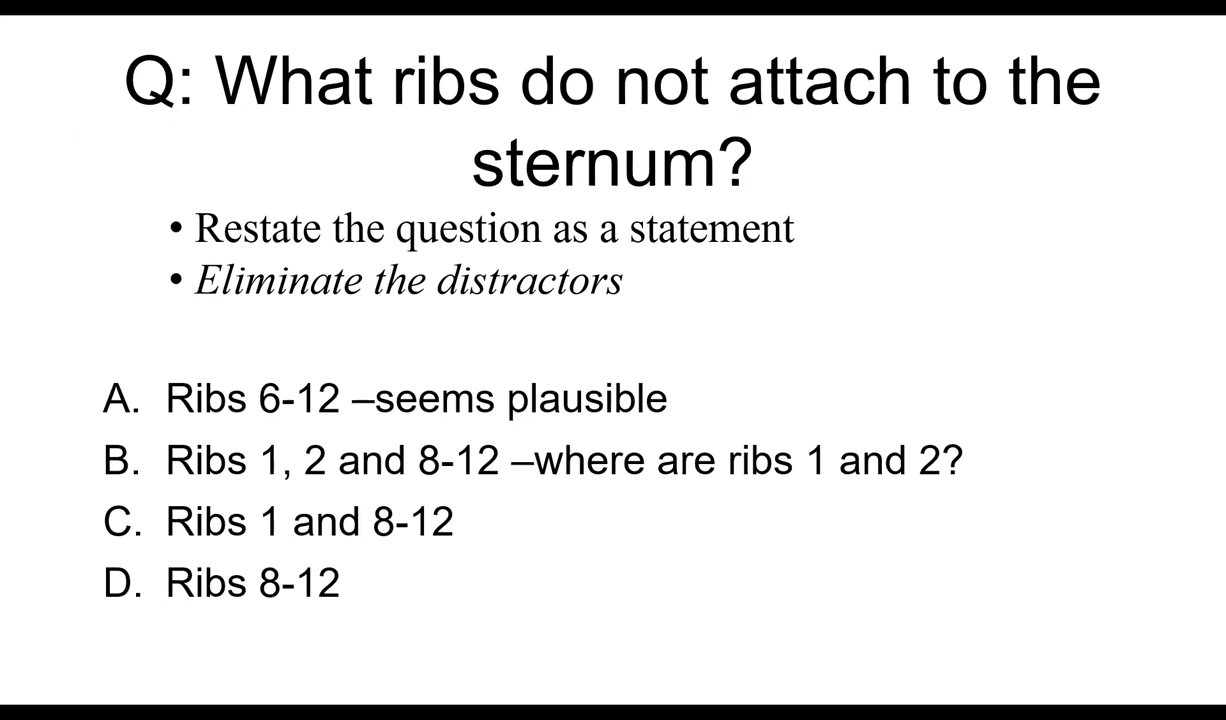 Q: What ribs do not attach to the
sternum?
• Restate the question as a statement
• Eliminate the distractors
A. Ribs 6-12 –seems plausible
B. Ribs 1, 2 and 8-12 –where are ribs 1 and 2?
C. Ribs 1 and 8-12
D. Ribs 8-12